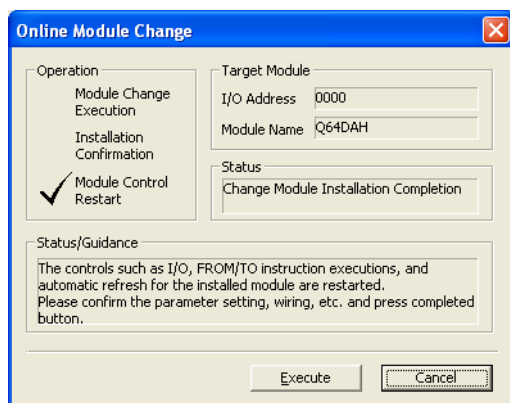 Online Module Change
Operation
Module Change
Execution
Installation
Confirmation
Module Control
Restart
Target Module
I/O Address 0000
Module Name Q64DAH
Status
Change Module Installation Completion
Status/Guidance
The controls such as I/O, FROM/TO instruction executions, and
automatic refresh for the installed module are restarted.
Please confirm the parameter setting, wiring, etc. and press completed
button.
Execute Cancel